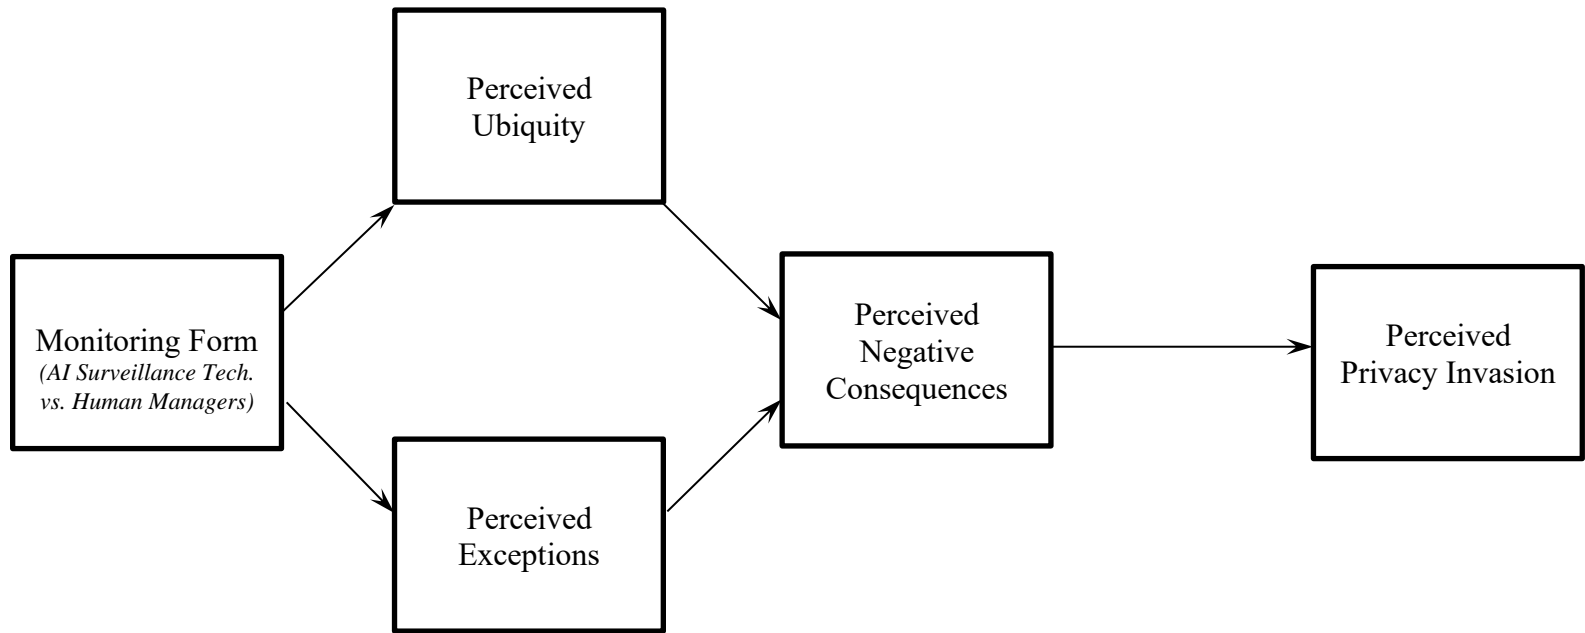 Perceived
Ubiquity
Monitoring Form
(AI Surveillance Tech.
vs. Human Managers)
Perceived
Exceptions
Perceived
Negative
Consequences
Perceived
Privacy Invasion